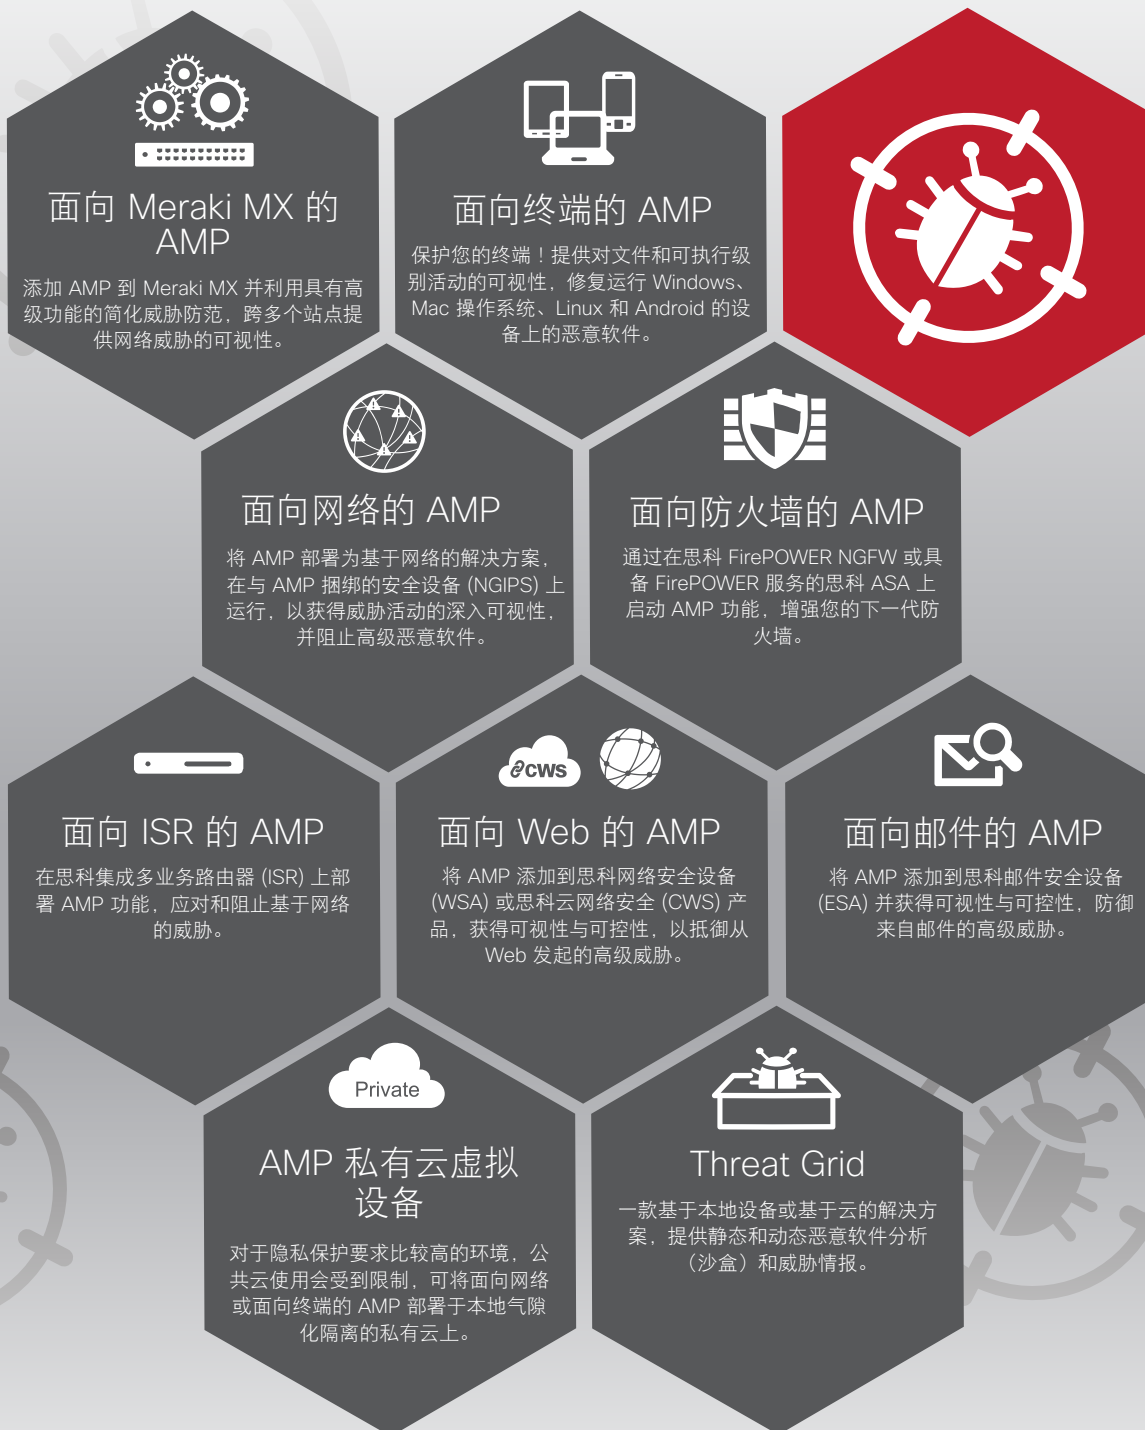 面向 Meraki MX 的
AMP
添加 AMP 到 Meraki MX 并利用具有高
级功能的简化威胁防范，跨多个站点提
供网络威胁的可视性。
面向终端的 AMP
保护您的终端！提供对文件和可执行级
别活动的可视性，修复运行 Windows、
Mac 操作系统、Linux 和 Android 的设
备上的恶意软件。
面向网络的 AMP
将 AMP 部署为基于网络的解决方案，
在与 AMP 捆绑的安全设备 (NGIPS) 上
运行，以获得威胁活动的深入可视性，
并阻止高级恶意软件。
面向防火墙的 AMP
通过在思科 FirePOWER NGFW 或具
备 FirePOWER 服务的思科 ASA 上
启动 AMP 功能，增强您的下一代防
火墙。
面向 ISR 的 AMP
在思科集成多业务路由器 (ISR) 上部
署 AMP 功能，应对和阻止基于网络
的威胁。
CWS
面向 Web 的 AMP
将 AMP 添加到思科网络安全设备
(WSA) 或思科云网络安全 (CWS) 产
品，获得可视性与可控性，以抵御从
Web 发起的高级威胁。
面向邮件的 AMP
将 AMP 添加到思科邮件安全设备
(ESA) 并获得可视性与可控性，防御
来自邮件的高级威胁。
Private
AMP 私有云虚拟
设备
对于隐私保护要求比较高的环境，公
共云使用会受到限制，可将面向网络
或面向终端的 AMP 部署于本地气隙
化隔离的私有云上。
Threat Grid
一款基于本地设备或基于云的解决方
案，提供静态和动态恶意软件分析
（沙盒）和威胁情报。